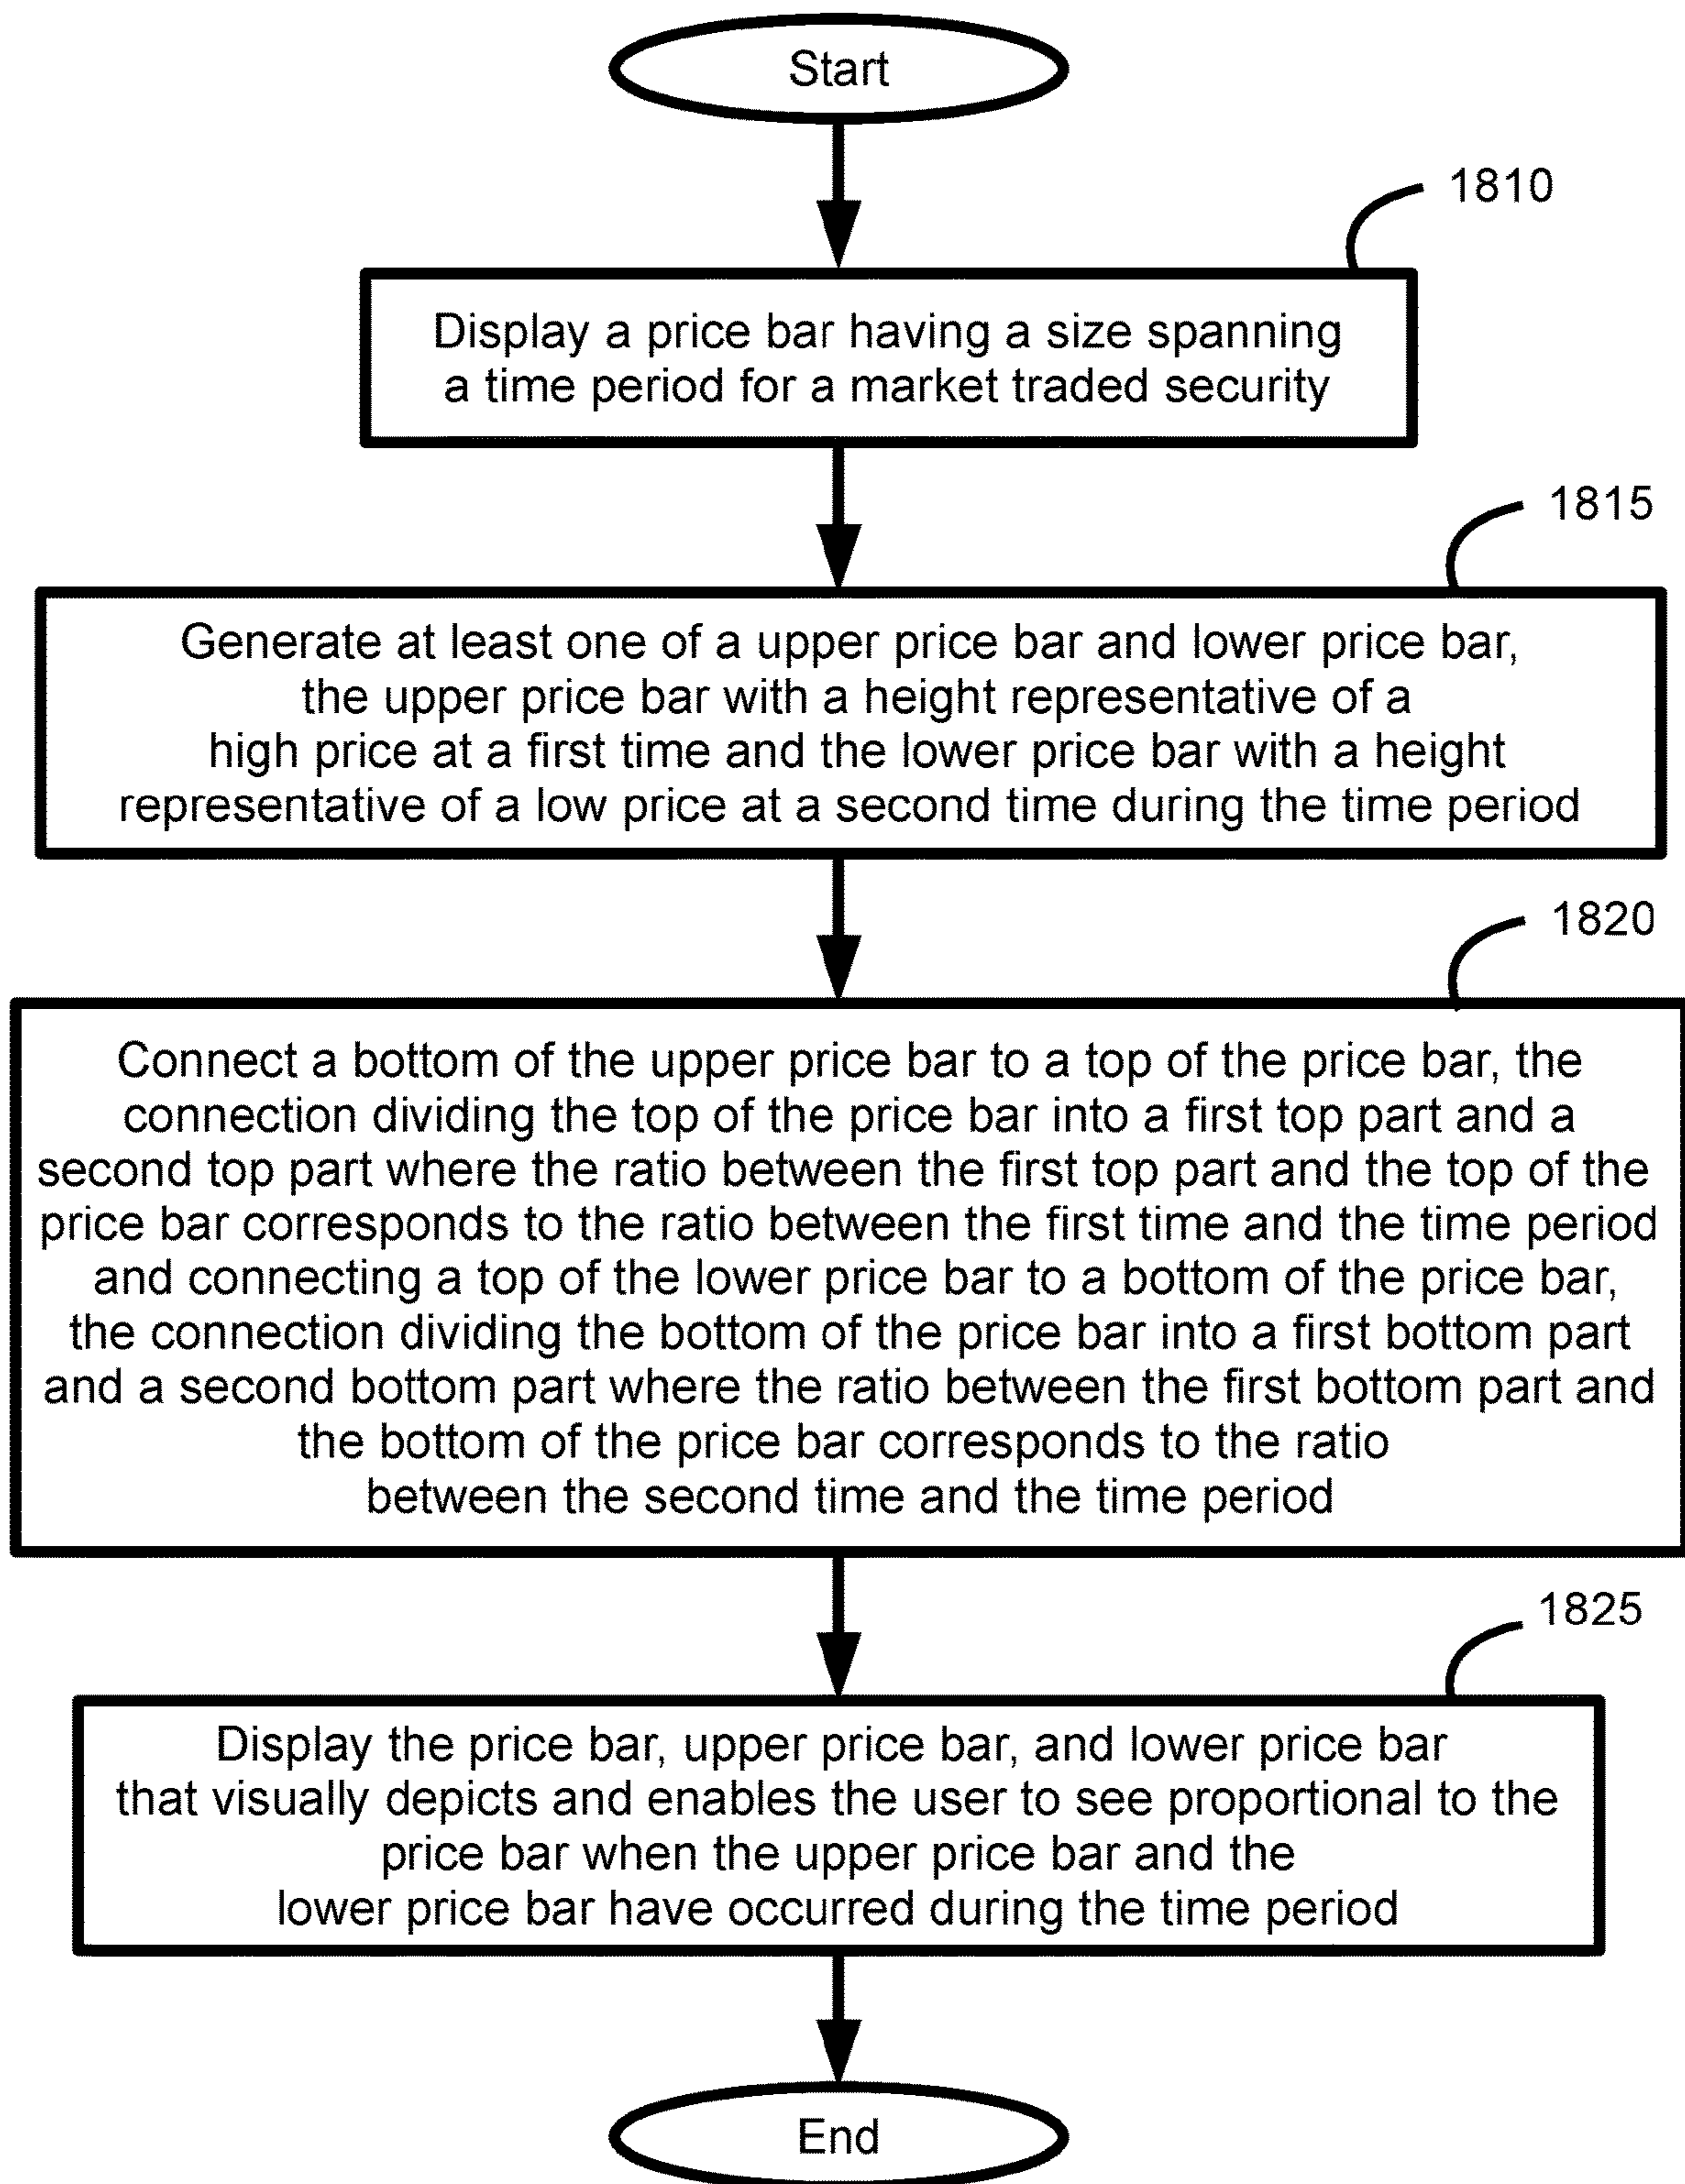 Start
1810
Display a price bar having a size spanning
a time period for a market traded security
1815
Generate at least one of a upper price bar and lower price bar,
the upper price bar with a height representative of a
high price at a first time and the lower price bar with a height
representative of a low price at a second time during the time period
1820
Connect a bottom of the upper price bar to a top of the price bar, the
connection dividing the top of the price bar into a first top part and a
second top part where the ratio between the first top part and the top of the
price bar corresponds to the ratio between the first time and the time period
and connecting a top of the lower price bar to a bottom of the price bar,
the connection dividing the bottom of the price bar into a first bottom part
and a second bottom part where the ratio between the first bottom part and
the bottom of the price bar corresponds to the ratio
between the second time and the time period
1825
Display the price bar, upper price bar, and lower price bar
that visually depicts and enables the user to see proportional to the
price bar when the upper price bar and the
lower price bar have occurred during the time period
End